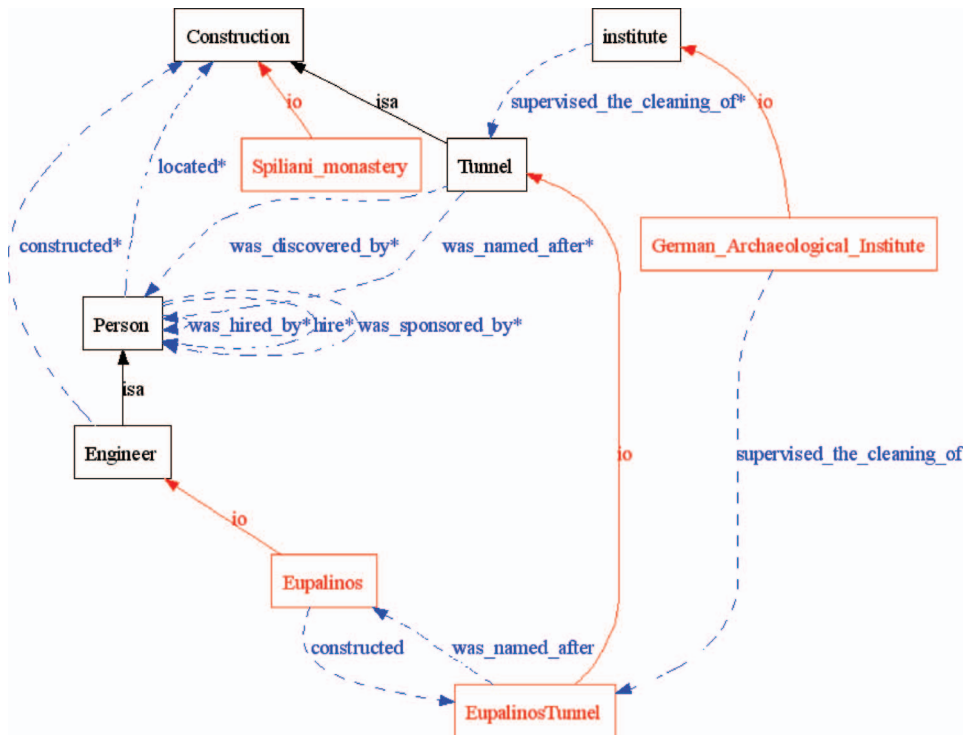 Construction
institute
io
isa
supervised_the_cleaning_of*
io
located*
Spiliani_monastery
Tunnel
constructed*
was_discovered_by*
was_named_after*
German_Archaeological_Institute
Person
was_hired_by*
hire*
was_sponsored_by*
isa
Engineer
io
supervised_the_cleaning_of
io
Eupalinos
constructed
was_named_after
EupalinosTunnel